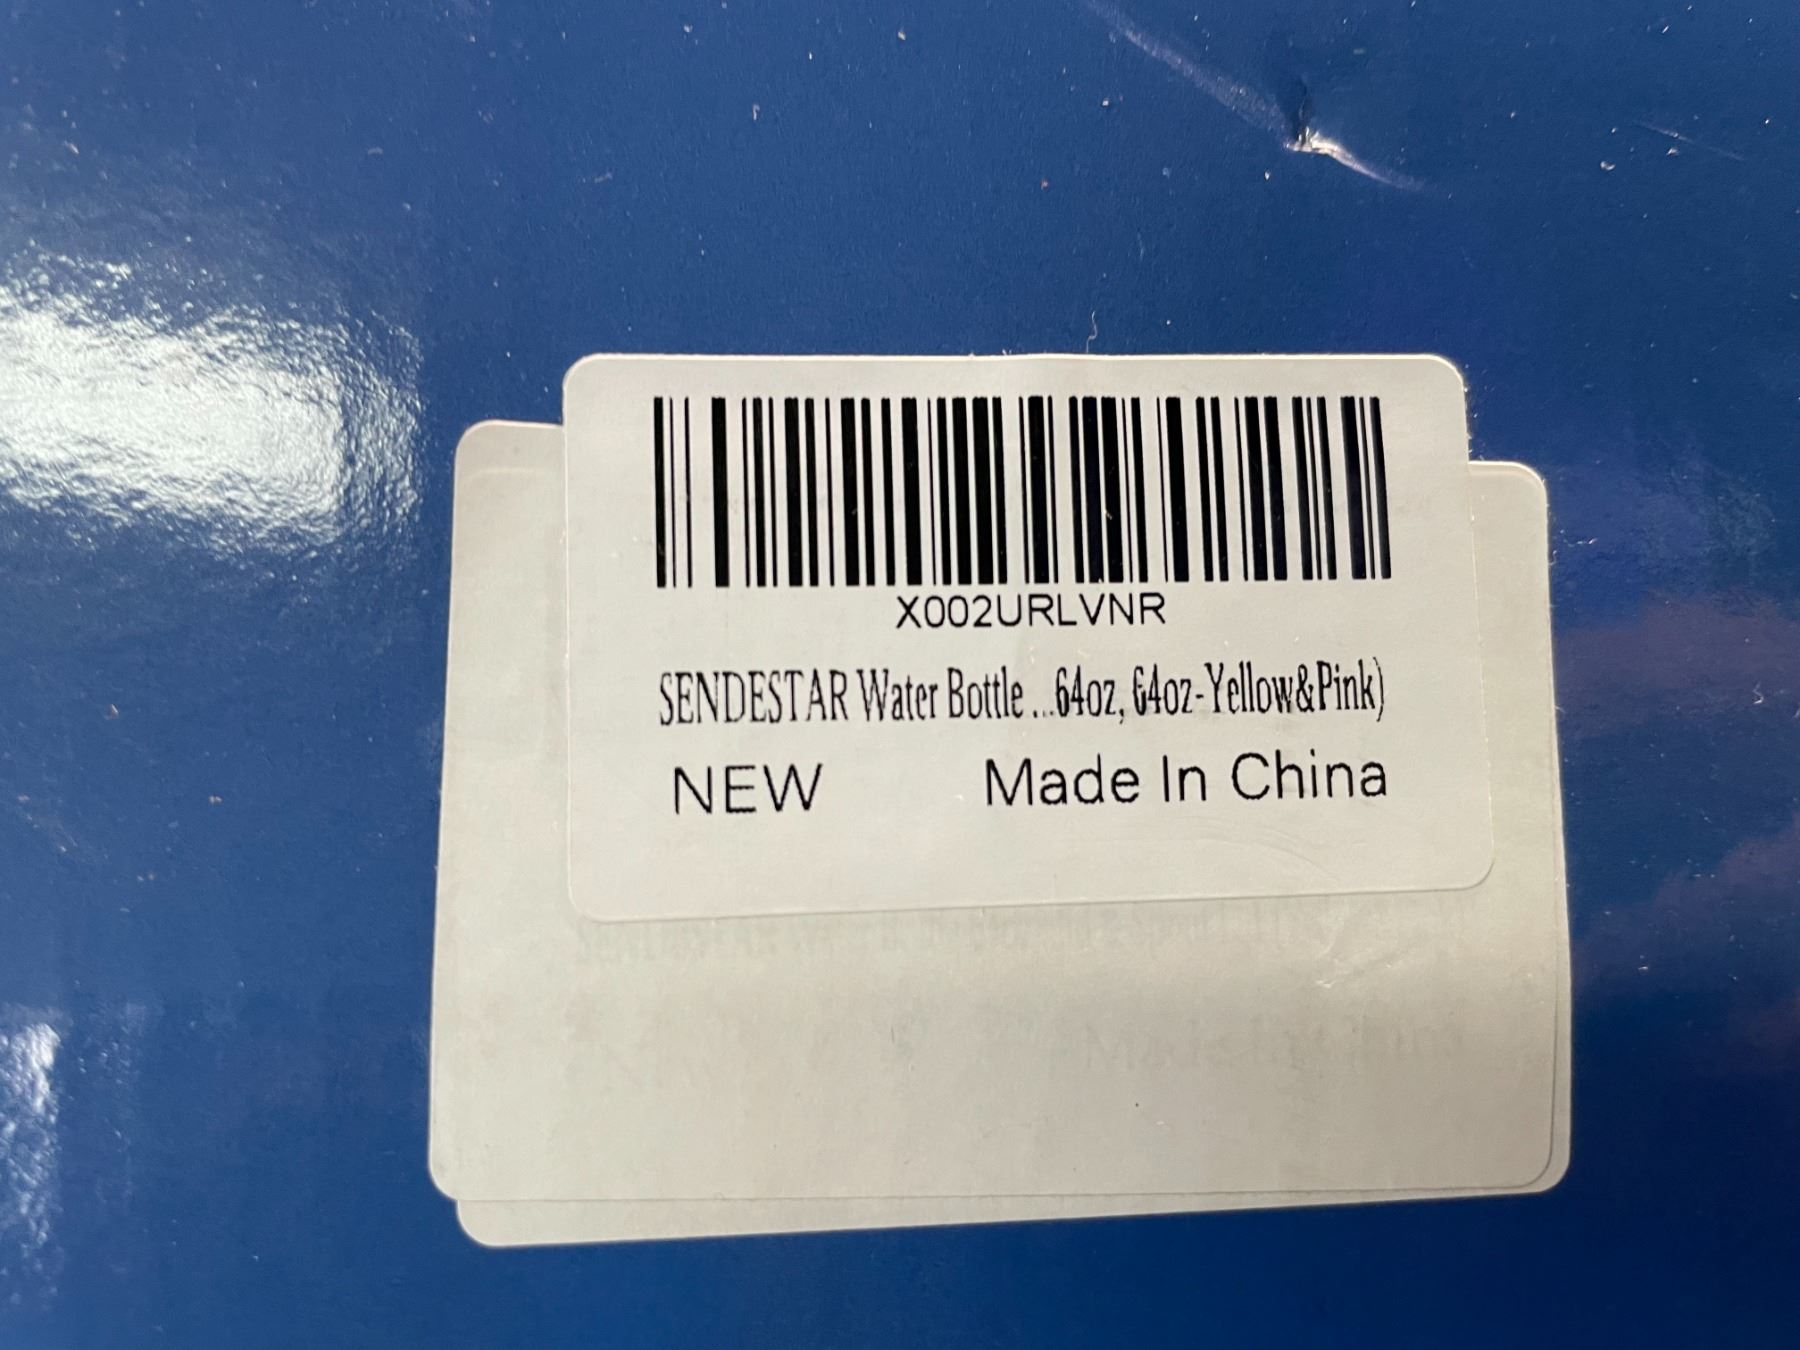 X002URLVNR
SENDESTAR Water Bottle ...64oz, 64oz-Yellow&Pink)
NEW Made In China